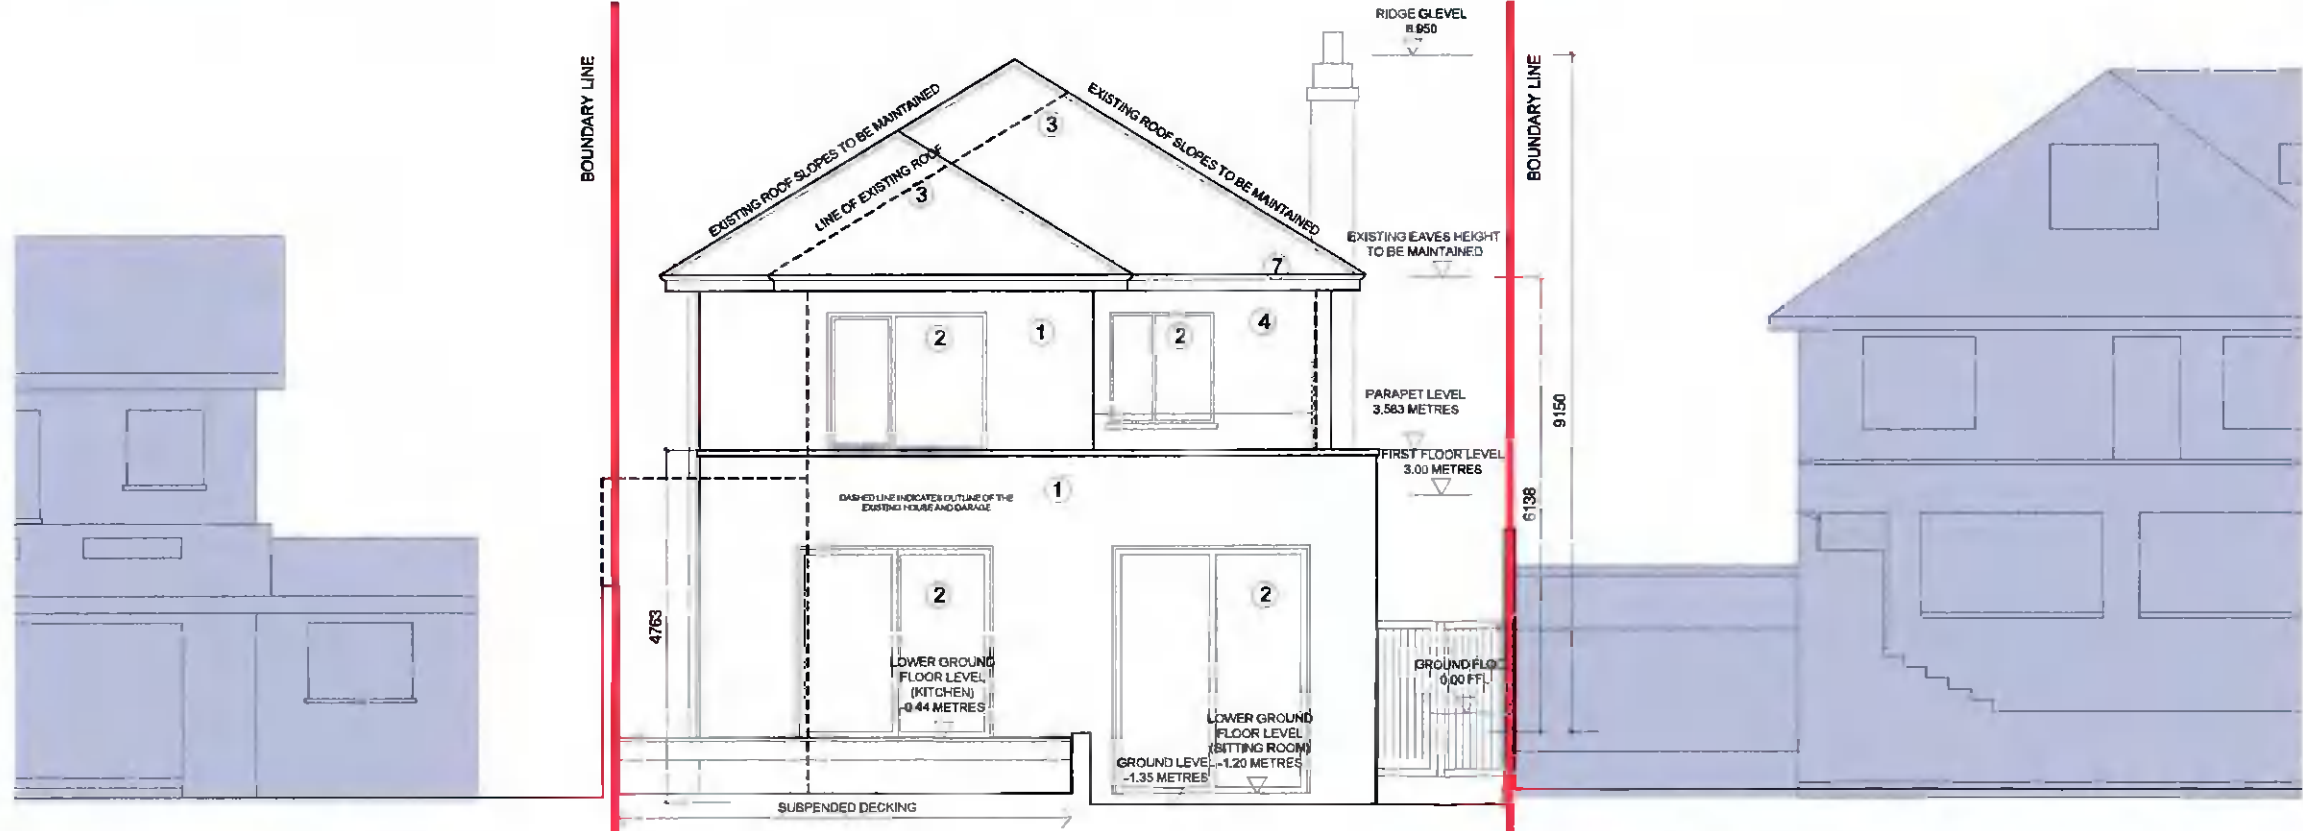 RIDGE GLEVEL
8.950
BOUNDARY LINE
BOUNDARY LINE
EXISTING ROOF SLOPES TO BE MAINTAINED
EXISTING ROOF SLOPES TO BE MAINTAINED
LINE OF EXISTING ROOF
3
3
EXISTING EAVES HEIGHT
TO BE MAINTAINED
7
2
1
2
4
PARAPET LEVEL
3,583 METRES
9150
FIRST FLOOR LEVEL
3.00 METRES
6138
1
DASHED LINE INDICATES OUTLINE OF THE
EXISTING HOUSE AND GARAGE
2
2
4763
LOWER GROUND
FLOOR LEVEL
(KITCHEN)
-0.44 METRES
GROUND FLO
0.00 FFL
LOWER GROUND
FLOOR LEVEL
(SITTING ROOM)
-1.20 METRES
GROUND LEVEL
-1.35 METRES
SUSPENDED DECKING